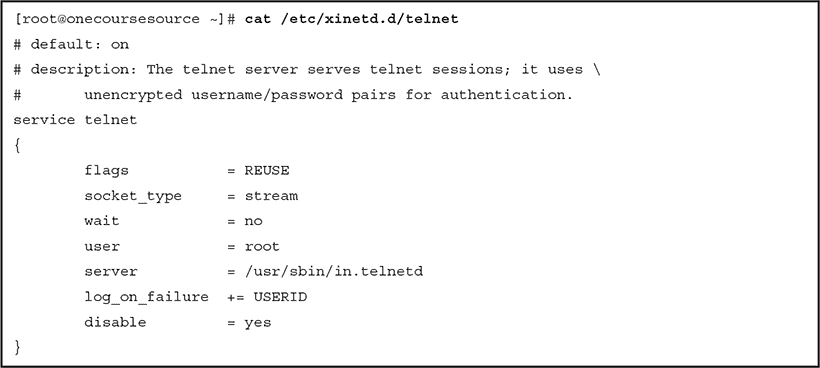 [root@onecoursesource ~]# cat /etc/xinetd.d/telnet
# default: on
# description: The telnet server serves telnet sessions; it uses \
#       unencrypted username/password pairs for authentication.
service telnet
{
        flags           = REUSE
        socket_type     = stream
        wait            = no
        user            = root
        server          = /usr/sbin/in.telnetd
        log_on_failure  += USERID
        disable         = yes
}